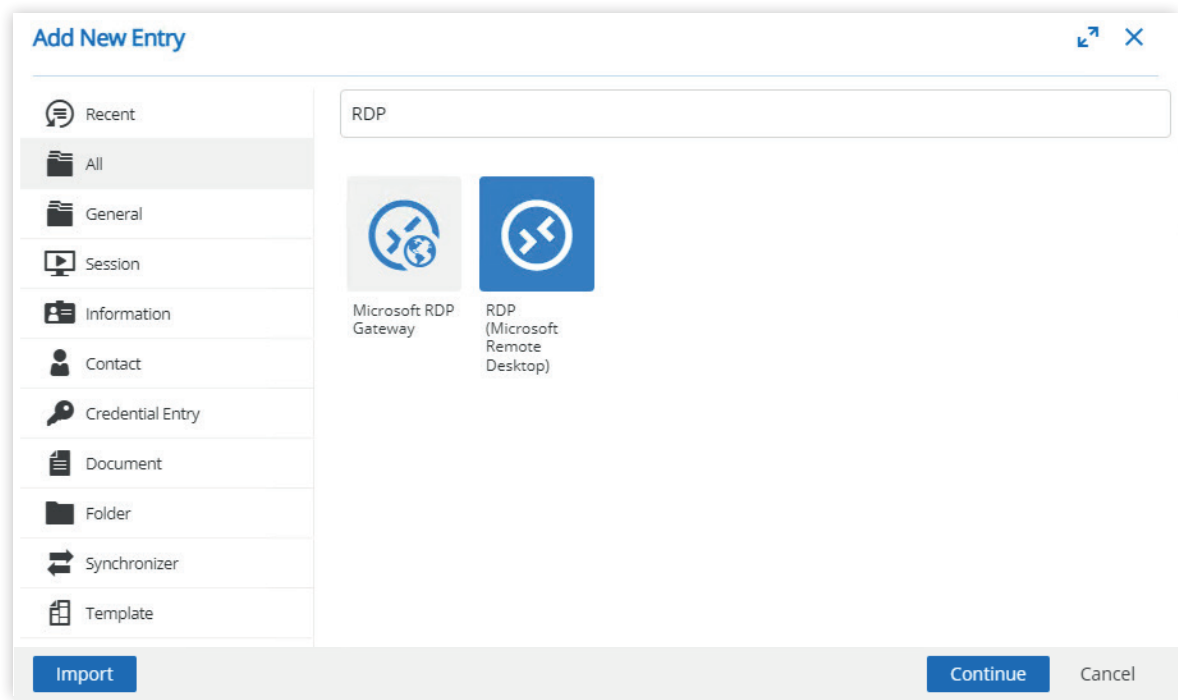 Add New Entry
Recent
RDP
All
General
Session
Information
Contact
Credential Entry
Document
Folder
Synchronizer
Template
Microsoft RDP
Gateway
RDP
(Microsoft
Remote
Desktop)
Import
Continue
Cancel